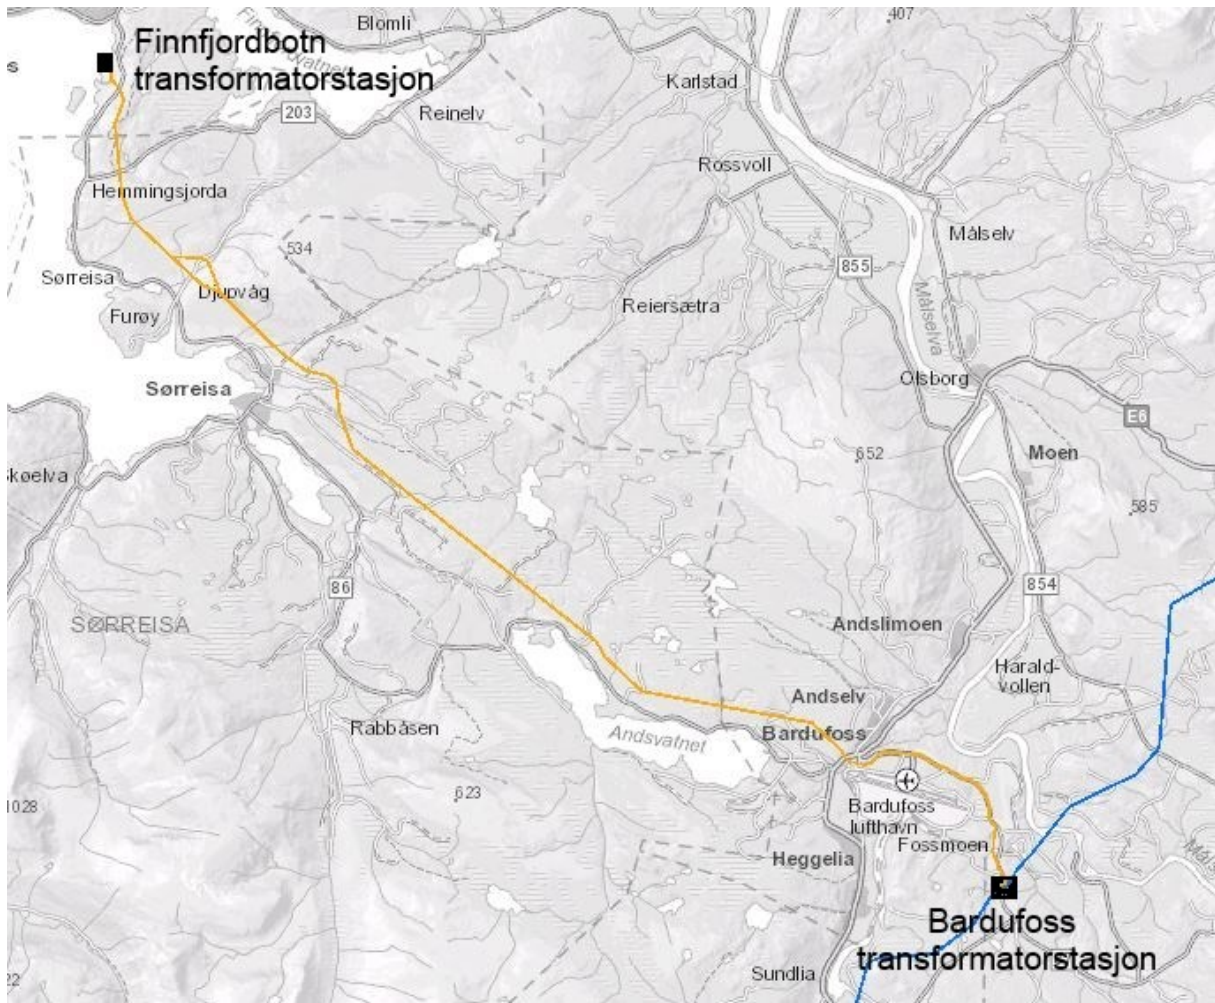 407
Blomli
Finnfjordbotn
transformatorstasjon
Karlstad
203
Reinelv
Rossvoll
Hemmingsjorda
Målselv
534
855
Sørreisa
Djupvåg
Reiersætra
Furøy
Målselva
Olsborg
Sørreisa
E6
652
Moen
585
86
854
SØRREISA
Andslimoen
Harald-
vollen
Andselv
Rabbåsen
Andsvatnet
Bardufoss
623
1028
Bardufoss
lufthavn
Fossmoen
Heggelia
Bardufoss
transformatorstasjon
Sundlia